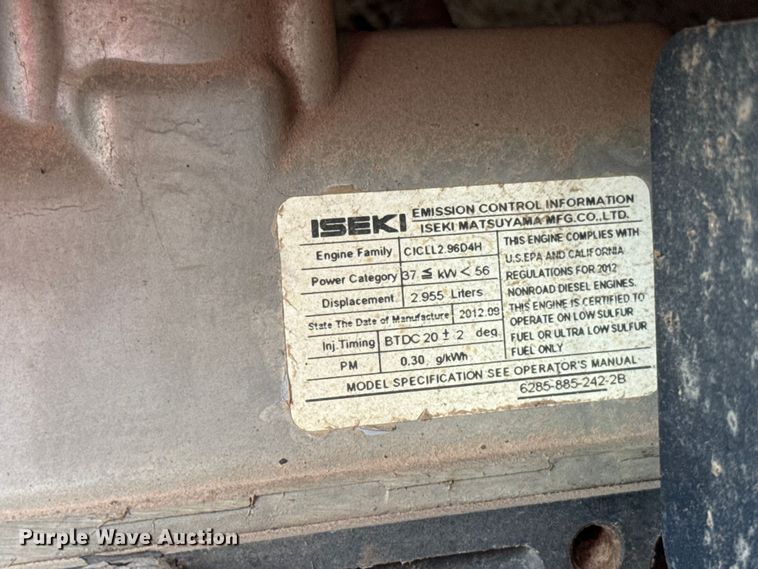 ISEKI EMISSION CONTROL INFORMATION
ISEKI MATSUYAMA MFG.CO.,LTD.
Engine Family CICLL2.96D4H
Power Category 37 ≦ kW < 56
Displacement 2.955 Liters
State The Date of Manufacture 2012.09
Inj.Timing BTDC 20 ± 2 deg.
PM 0.30 g/kWh
THIS ENGINE COMPLIES WITH
U.S.EPA AND CALIFORNIA
REGULATIONS FOR 2012
NONROAD DIESEL ENGINES.
THIS ENGINE IS CERTIFIED TO
OPERATE ON LOW SULFUR
FUEL OR ULTRA LOW SULFUR
FUEL ONLY
MODEL SPECIFICATION SEE OPERATOR'S MANUAL
6285-885-242-2B
Purple Wave Auction